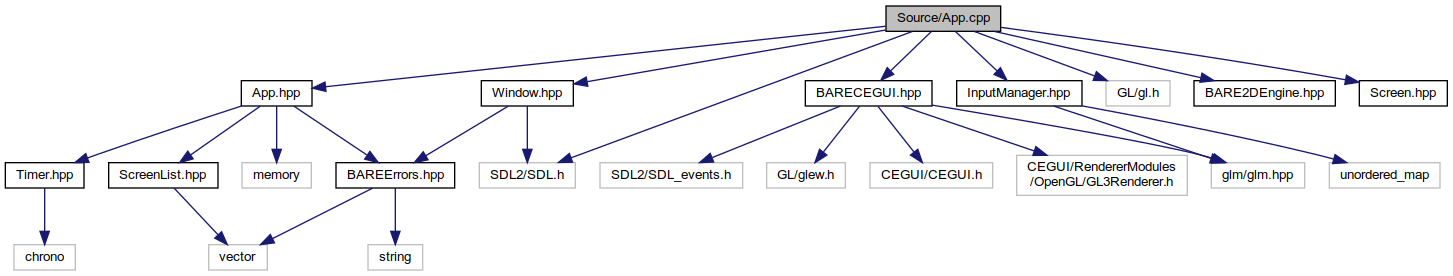 Source/App.cpp
App.hpp
Window.hpp
BARECEGUI.hpp
InputManager.hpp
GL/gl.h
BARE2DEngine.hpp
Screen.hpp
Timer.hpp
ScreenList.hpp
memory
BAREErrors.hpp
SDL2/SDL.h
SDL2/SDL_events.h
GL/glew.h
CEGUI/CEGUI.h
CEGUI/RendererModules
/OpenGL/GL3Renderer.h
glm/glm.hpp
unordered_map
chrono
vector
string